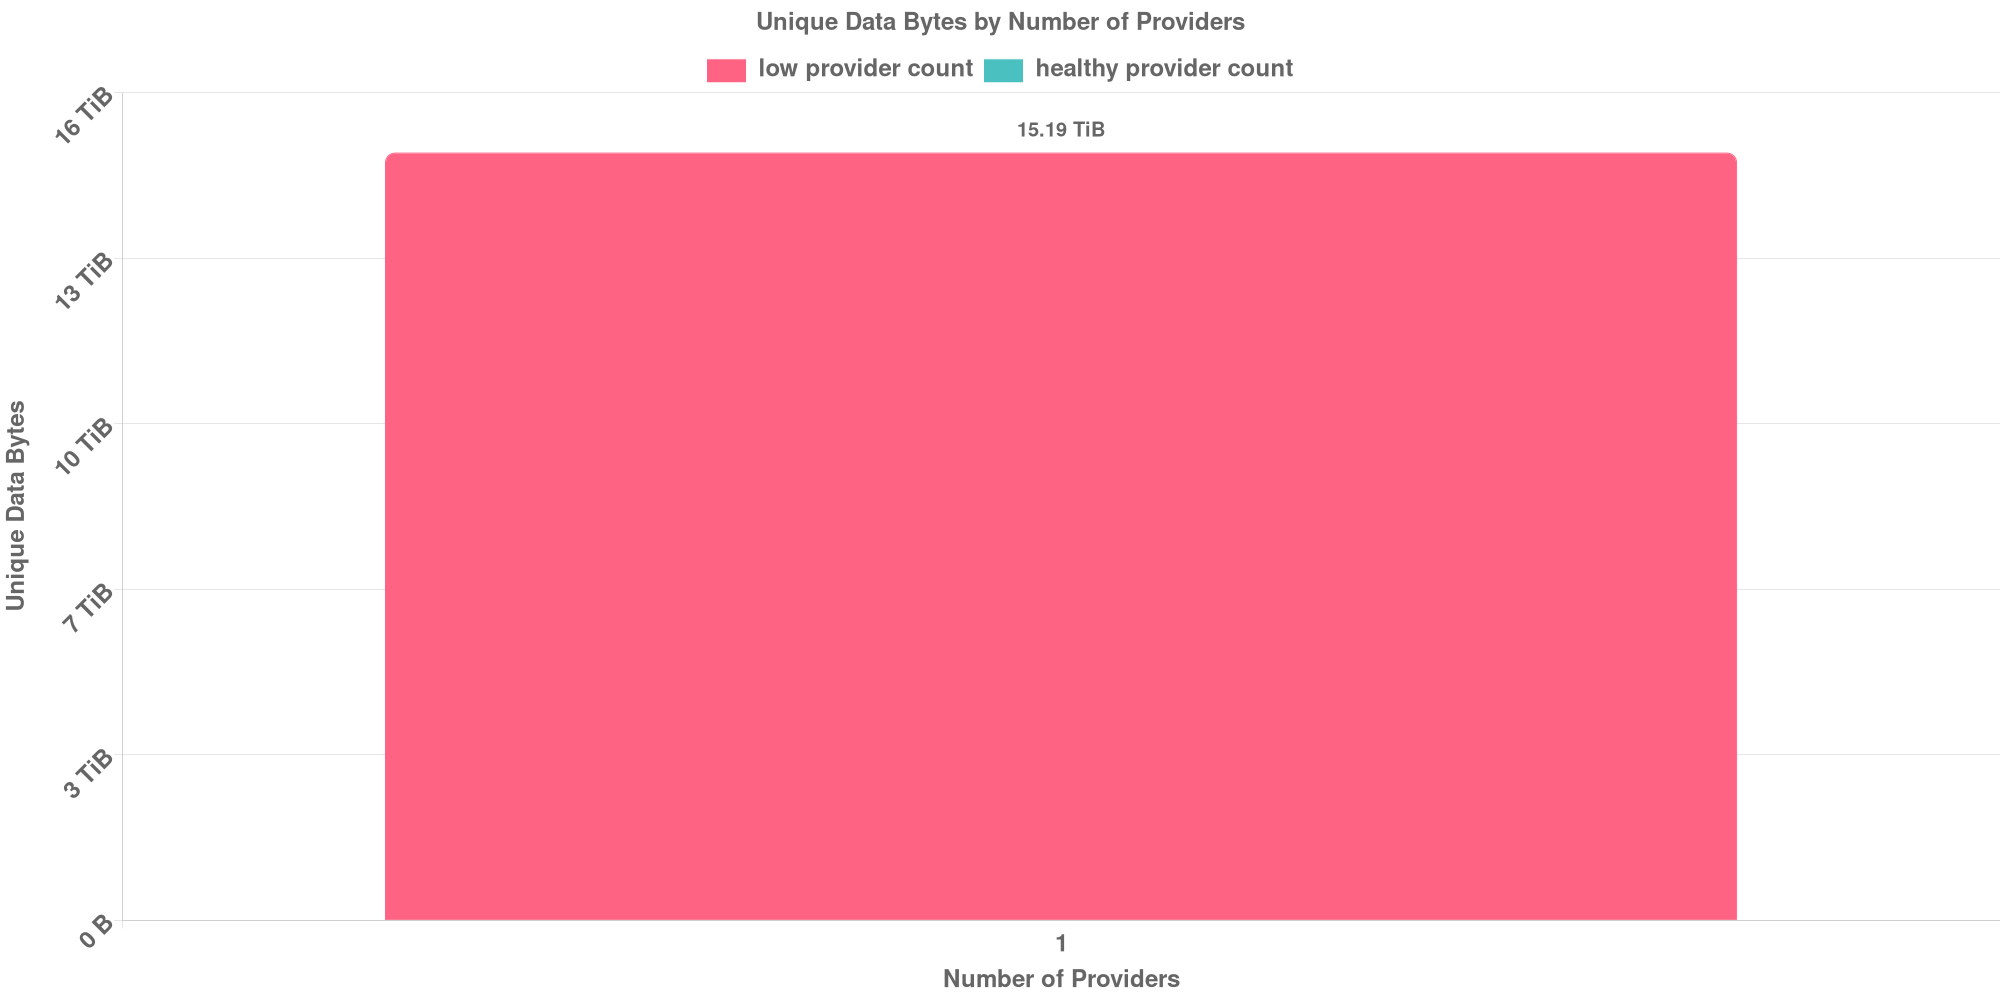 Unique Data Bytes by Number of Providers
low provider count
healthy provider count
16 TiB
15.19 TiB
13 TiB
10 TiB
7 TiB
3 TiB
0 B
Unique Data Bytes
1
Number of Providers